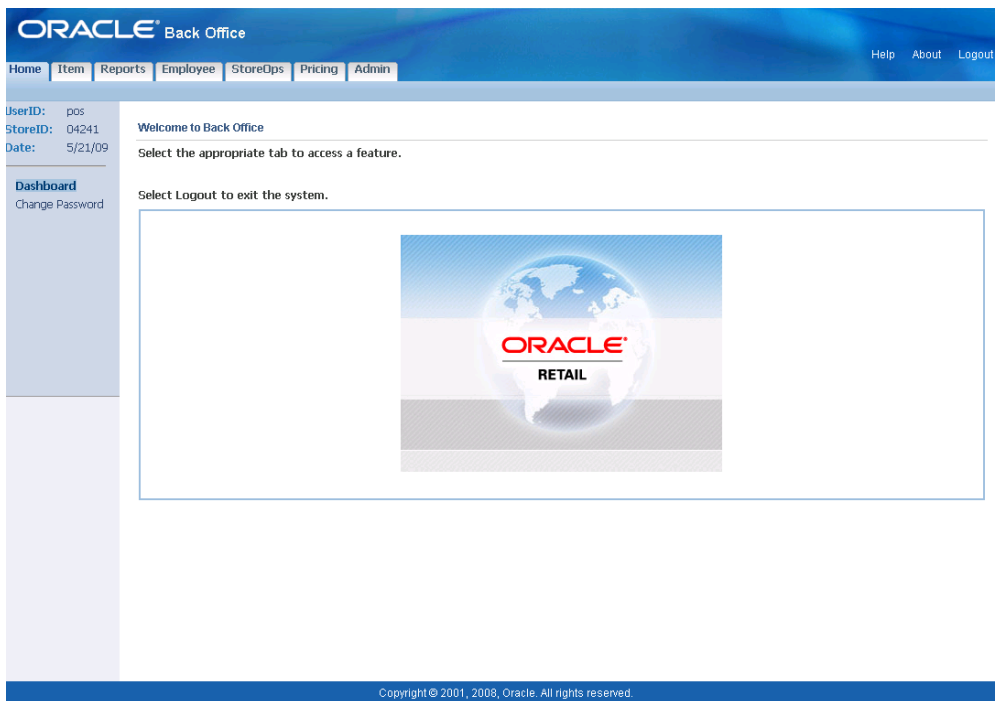 ORACLE® Back Office
Help About Logout
Home Item Reports Employee StoreOps Pricing Admin
UserID: pos
StoreID: 04241
Date: 5/21/09
Dashboard
Change Password
Welcome to Back Office
Select the appropriate tab to access a feature.
Select Logout to exit the system.
ORACLE®
RETAIL
Copyright © 2001, 2008, Oracle. All rights reserved.